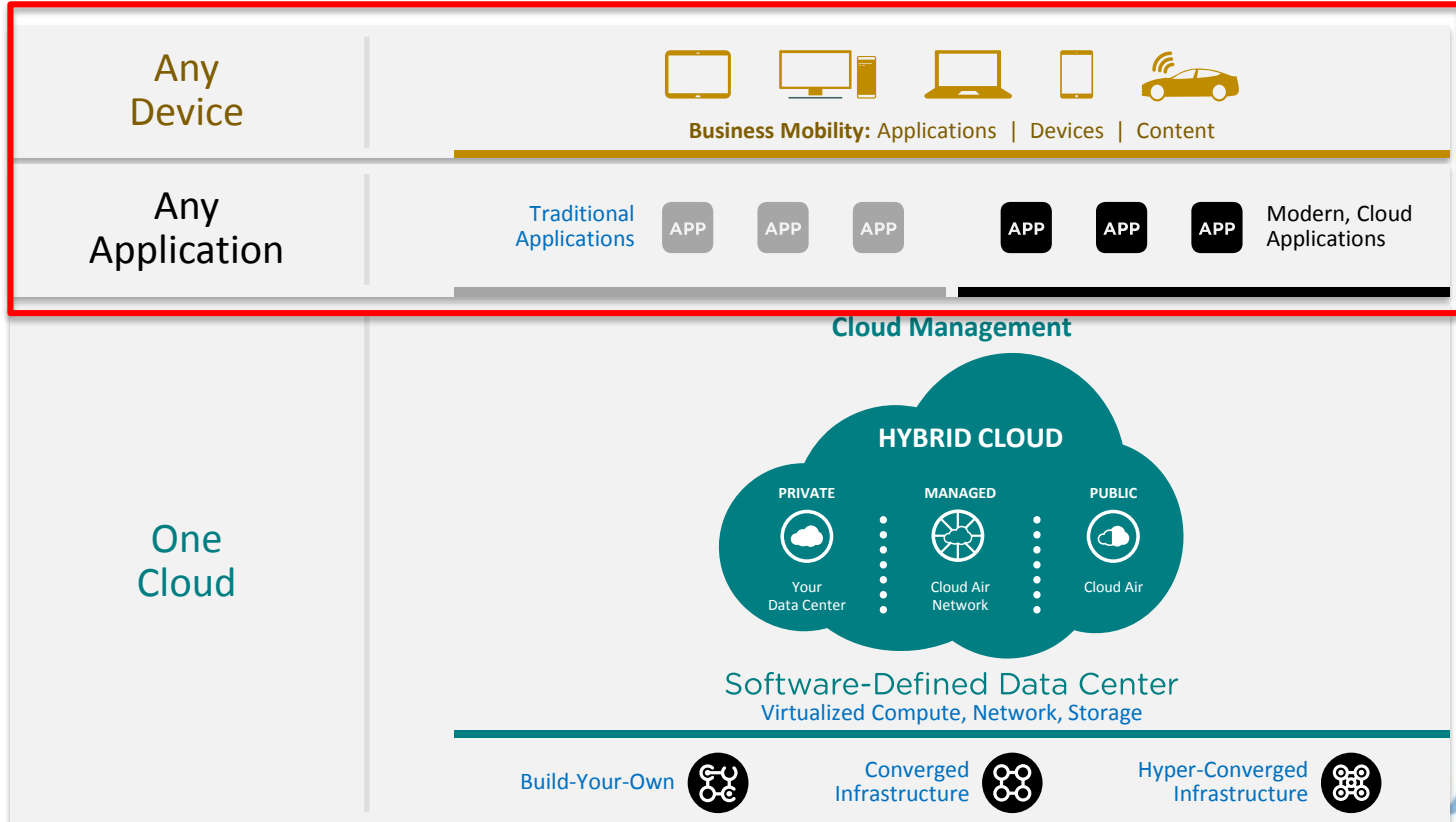 Any
Device
Business Mobility: Applications | Devices | Content
Any
Application
Traditional
Applications
APP
APP
APP
APP
APP
APP
Modern, Cloud
Applications
One
Cloud
Cloud Management
HYBRID CLOUD
PRIVATE
MANAGED
PUBLIC
Your
Data Center
Cloud Air
Network
Cloud Air
Software-Defined Data Center
Virtualized Compute, Network, Storage
Build-Your-Own
Converged
Infrastructure
Hyper-Converged
Infrastructure